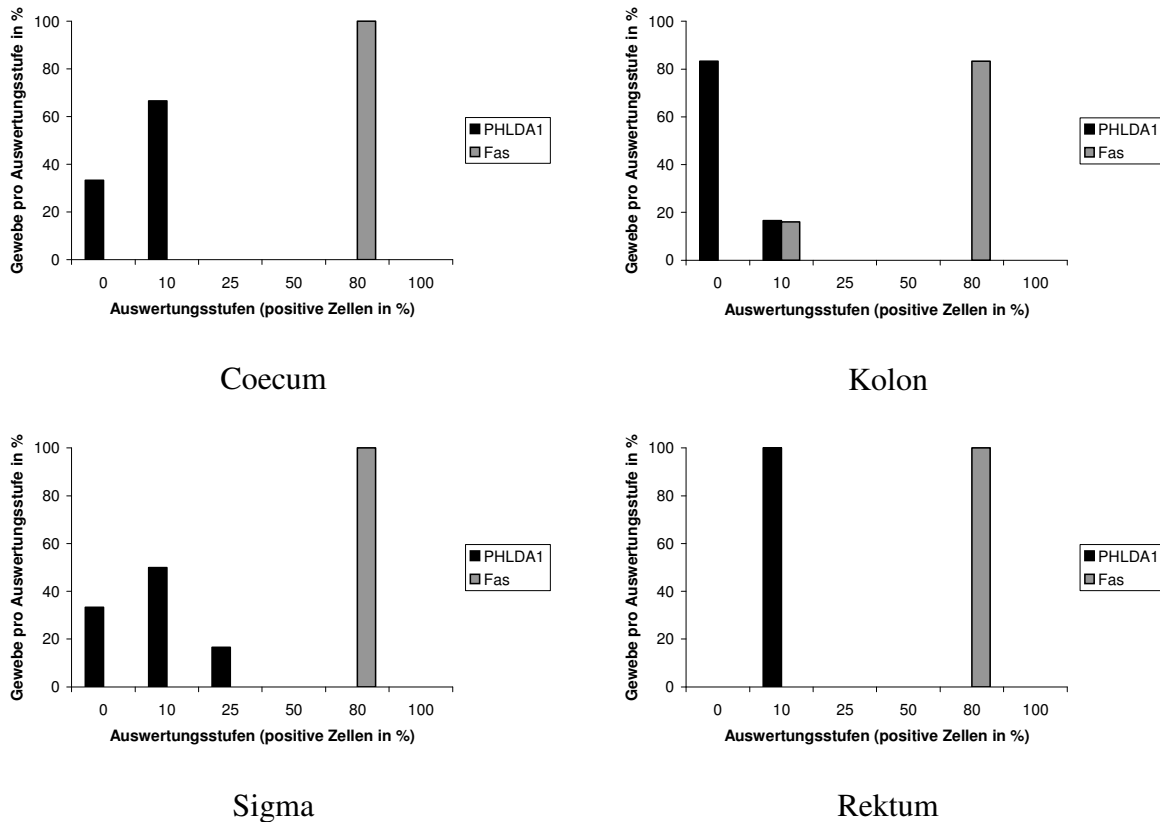 Gewebe pro Auswertungsstufe in %
100
80
60
40
20
0
0 10 25 50 80 100
Auswertungsstufen (positive Zellen in %)
PHLDA1
Fas
Coecum
Gewebe pro Auswertungsstufe in %
100
80
60
40
20
0
0 10 25 50 80 100
Auswertungsstufen (positive Zellen in %)
PHLDA1
Fas
Kolon
Gewebe pro Auswertungsstufe in %
100
80
60
40
20
0
0 10 25 50 80 100
Auswertungsstufen (positive Zellen in %)
PHLDA1
Fas
Sigma
Gewebe pro Auswertungsstufe in %
100
80
60
40
20
0
0 10 25 50 80 100
Auswertungsstufen (positive Zellen in %)
PHLDA1
Fas
Rektum